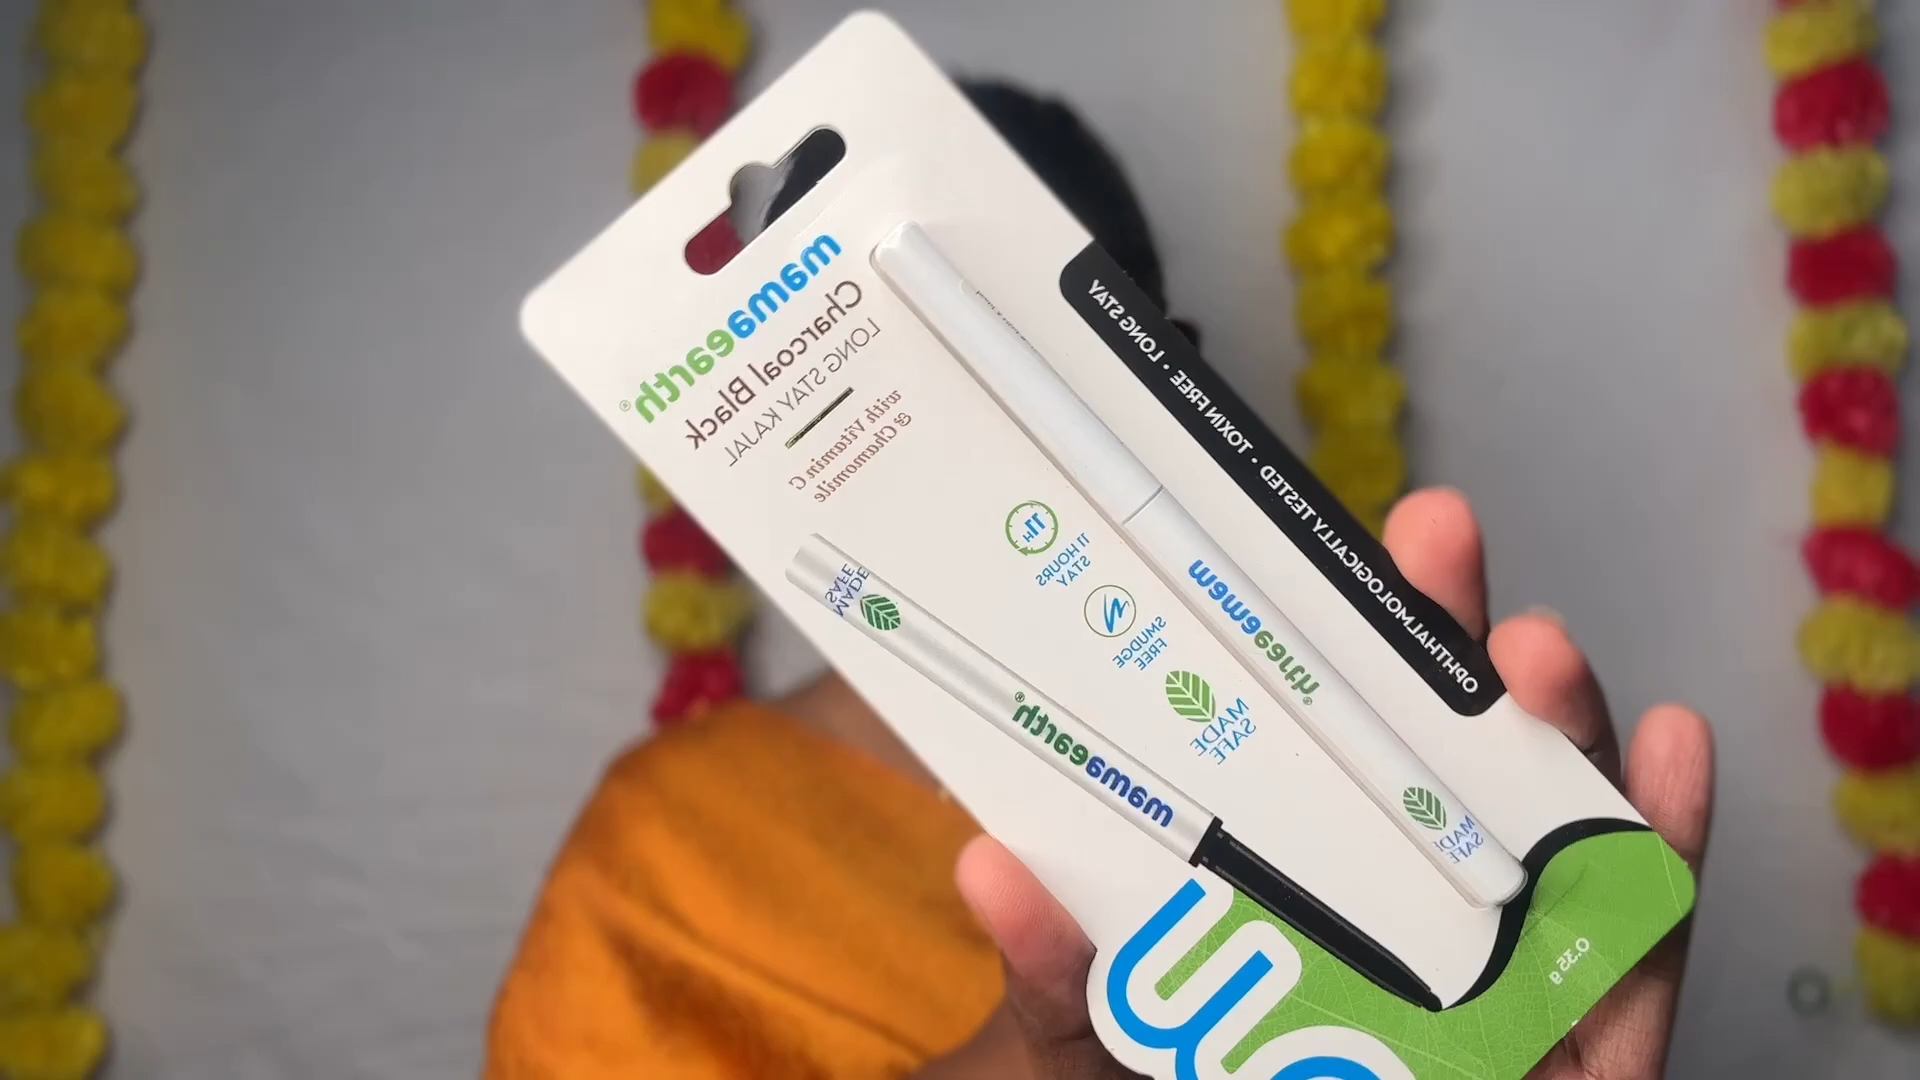 mamaearth®
Charcoal Black
LONG STAY KAJAL
with Vitamin C
& Chamomile
OPHTHALMOLOGICALLY TESTED • TOXIN FREE • LONG STAY
11H
11 HOURS
STAY
SMUDGE
FREE
MADE
SAFE
mamaearth®
MADE
SAFE
MADE
SAFE
mamaearth®
0.35 g